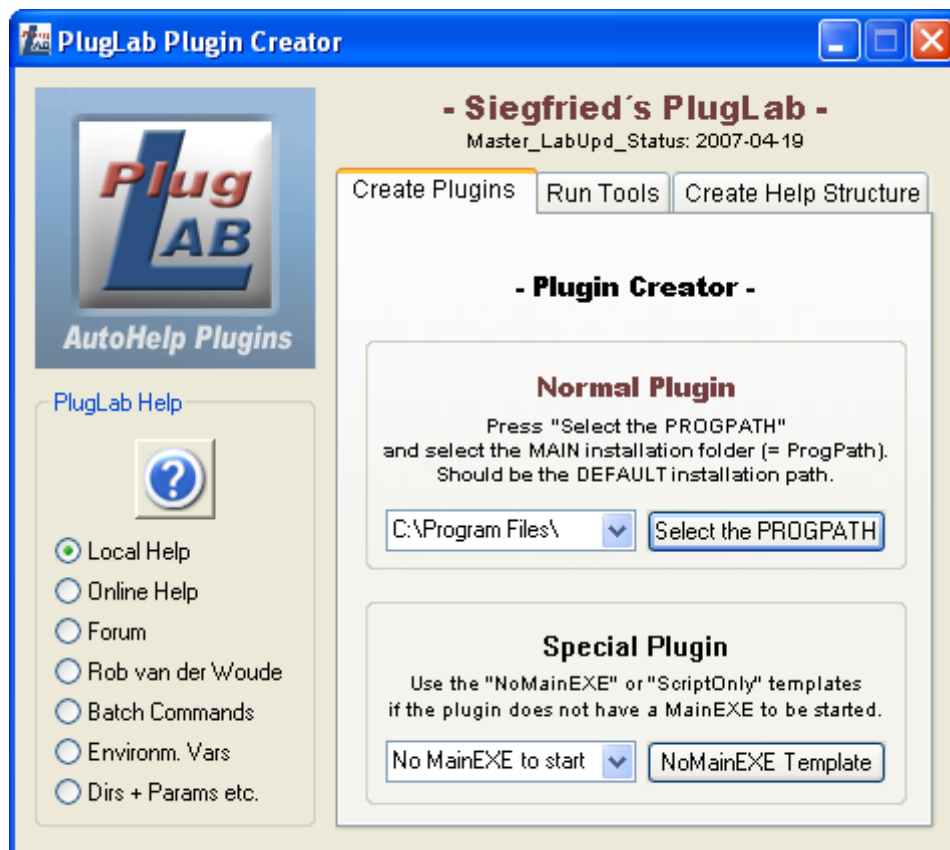 PlugLab Plugin Creator
Plug
LAB
AutoHelp Plugins
- Siegfried´s PlugLab -
Master_LabUpd_Status: 2007-04-19
Create Plugins
Run Tools
Create Help Structure
- Plugin Creator -
Normal Plugin
Press "Select the PROGPATH"
and select the MAIN installation folder (= ProgPath).
Should be the DEFAULT installation path.
C:\Program Files\
Select the PROGPATH
Special Plugin
Use the "NoMainEXE" or "ScriptOnly" templates
if the plugin does not have a MainEXE to be started.
No MainEXE to start
NoMainEXE Template
PlugLab Help
?
Local Help
Online Help
Forum
Rob van der Woude
Batch Commands
Environm. Vars
Dirs + Params etc.